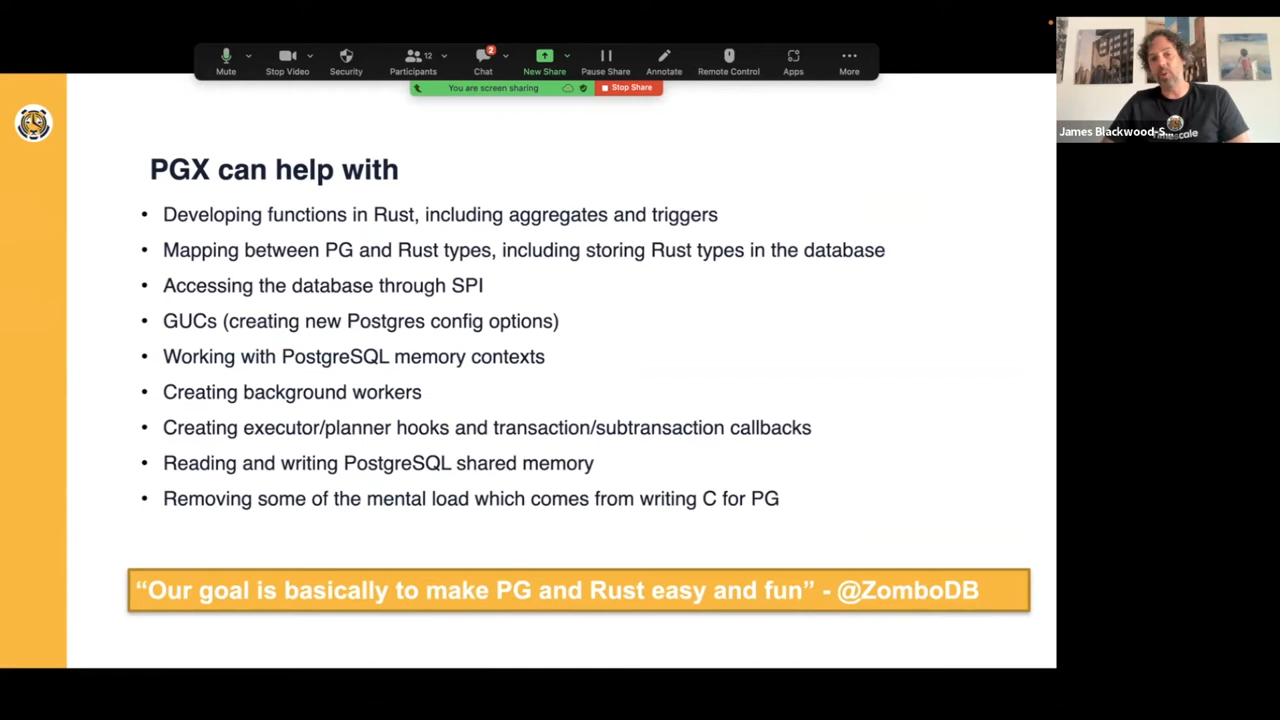 Mute
Stop Video
Security
Participants
12
Chat
2
New Share
Pause Share
Annotate
Remote Control
Apps
More
You are screen sharing
Stop Share
James Blackwood-S...
PGX can help with
• Developing functions in Rust, including aggregates and triggers
• Mapping between PG and Rust types, including storing Rust types in the database
• Accessing the database through SPI
• GUCs (creating new Postgres config options)
• Working with PostgreSQL memory contexts
• Creating background workers
• Creating executor/planner hooks and transaction/subtransaction callbacks
• Reading and writing PostgreSQL shared memory
• Removing some of the mental load which comes from writing C for PG
“Our goal is basically to make PG and Rust easy and fun” - @ZomboDB